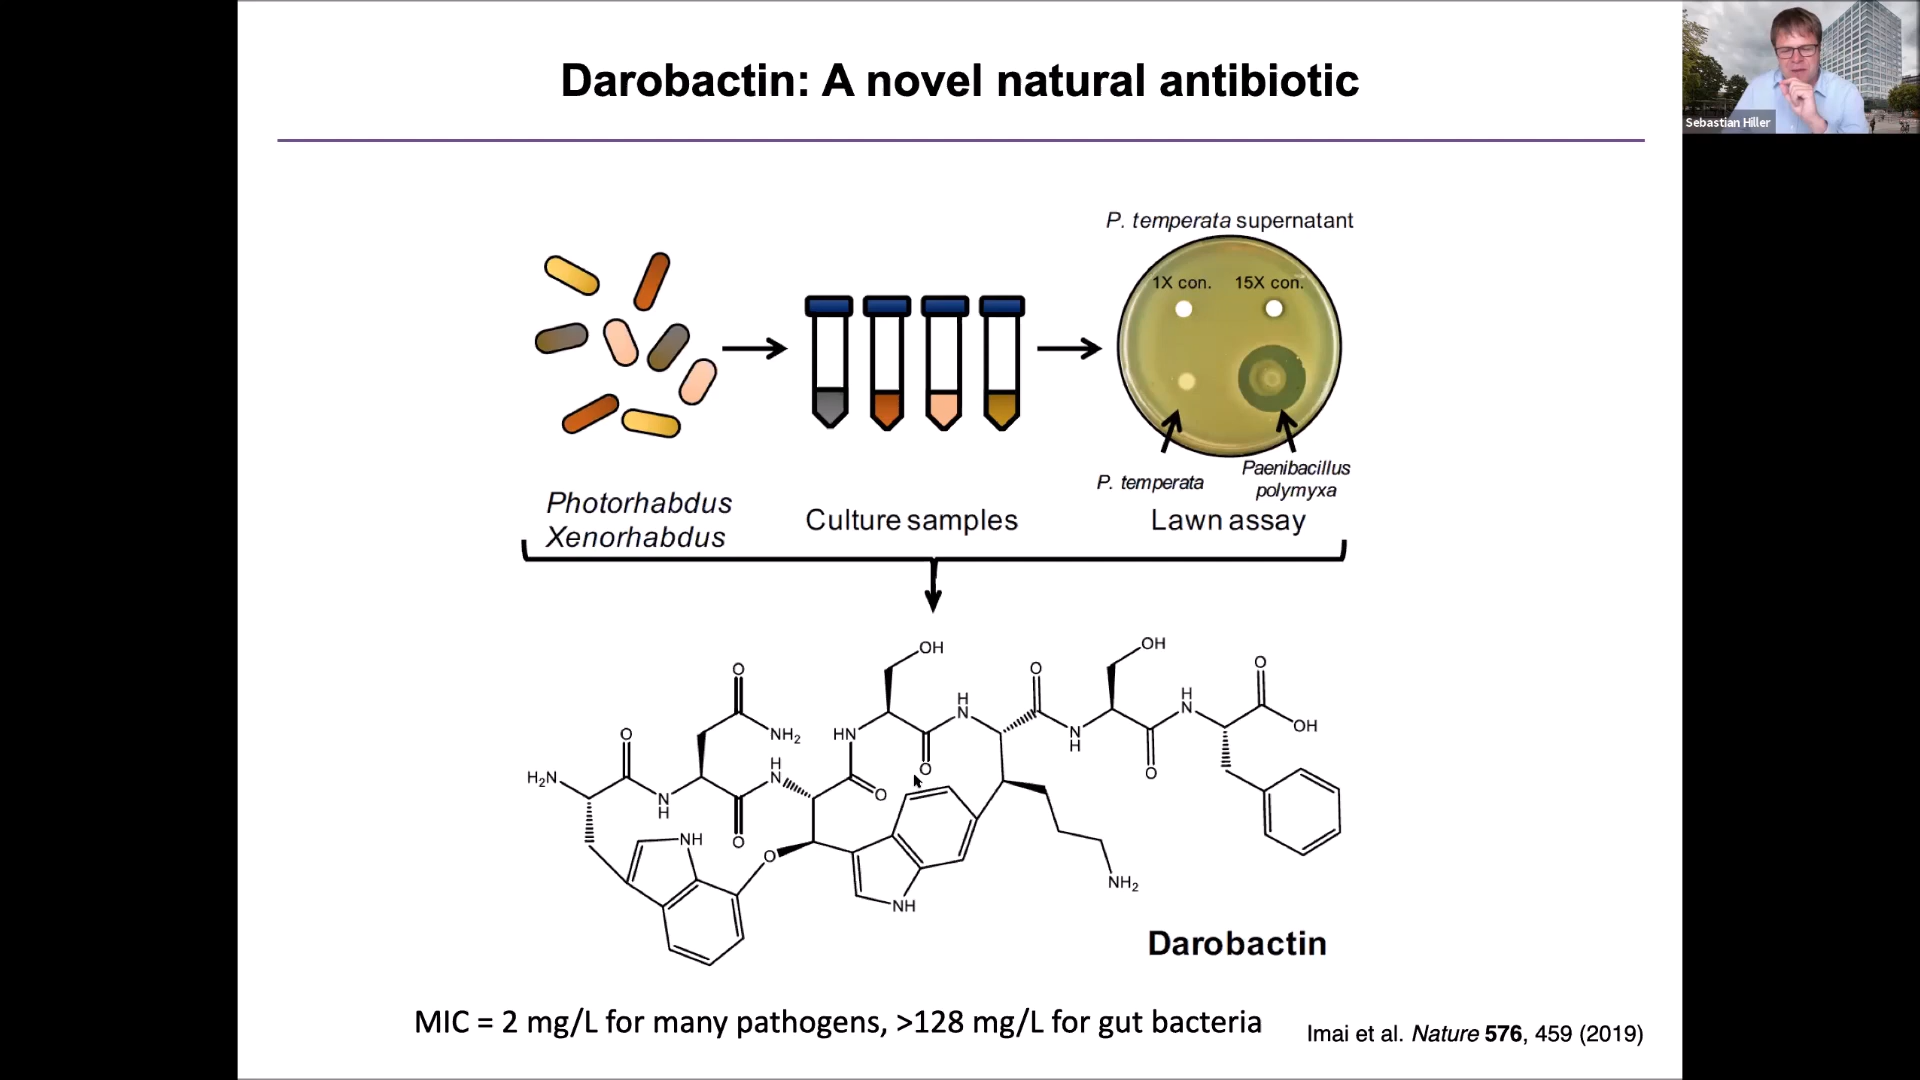 Darobactin: A novel natural antibiotic
Sebastian Hiller
P. temperata supernatant
1X con.
15X con.
P. temperata
Paenibacillus
polymyxa
Photorhabdus
Xenorhabdus
Culture samples
Lawn assay
OH
OH
O
O
O
H
N
H
N
OH
O
NH2
HN
N
H
O
O
H2N
H
N
O
O
N
H
NH
O
O
NH2
NH
Darobactin
MIC = 2 mg/L for many pathogens, >128 mg/L for gut bacteria
Imai et al. Nature 576, 459 (2019)